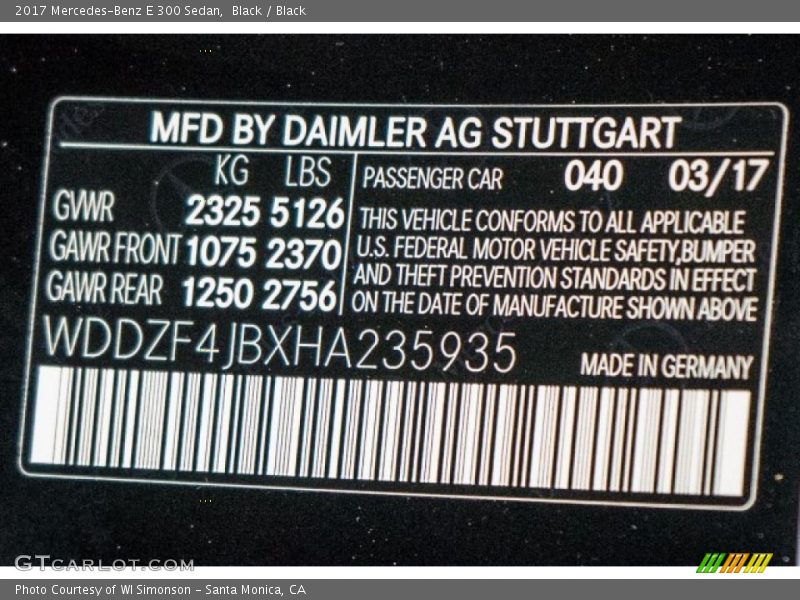 2017 Mercedes-Benz E 300 Sedan,  Black / Black
MFD BY DAIMLER AG STUTTGART
KG LBS
GVWR 2325 5126
GAWR FRONT 1075 2370
GAWR REAR 1250 2756
PASSENGER CAR 040 03/17
THIS VEHICLE CONFORMS TO ALL APPLICABLE
U.S. FEDERAL MOTOR VEHICLE SAFETY,BUMPER
AND THEFT PREVENTION STANDARDS IN EFFECT
ON THE DATE OF MANUFACTURE SHOWN ABOVE
WDDZF4JBXHA235935
MADE IN GERMANY
GTcarlot.com
Photo Courtesy of WI Simonson - Santa Monica, CA